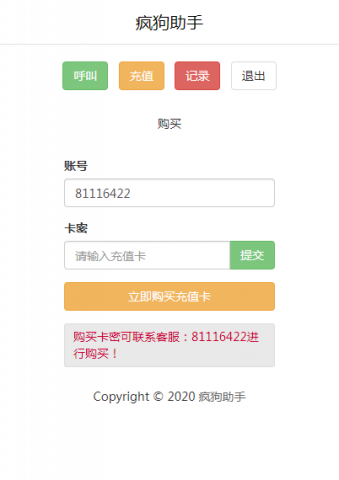 疯狗助手
呼叫 充值 记录 退出
购买
账号
81116422
卡密
请输入充值卡 提交
立即购买充值卡
购买卡密可联系客服：81116422进
行购买！
Copyright © 2020 疯狗助手